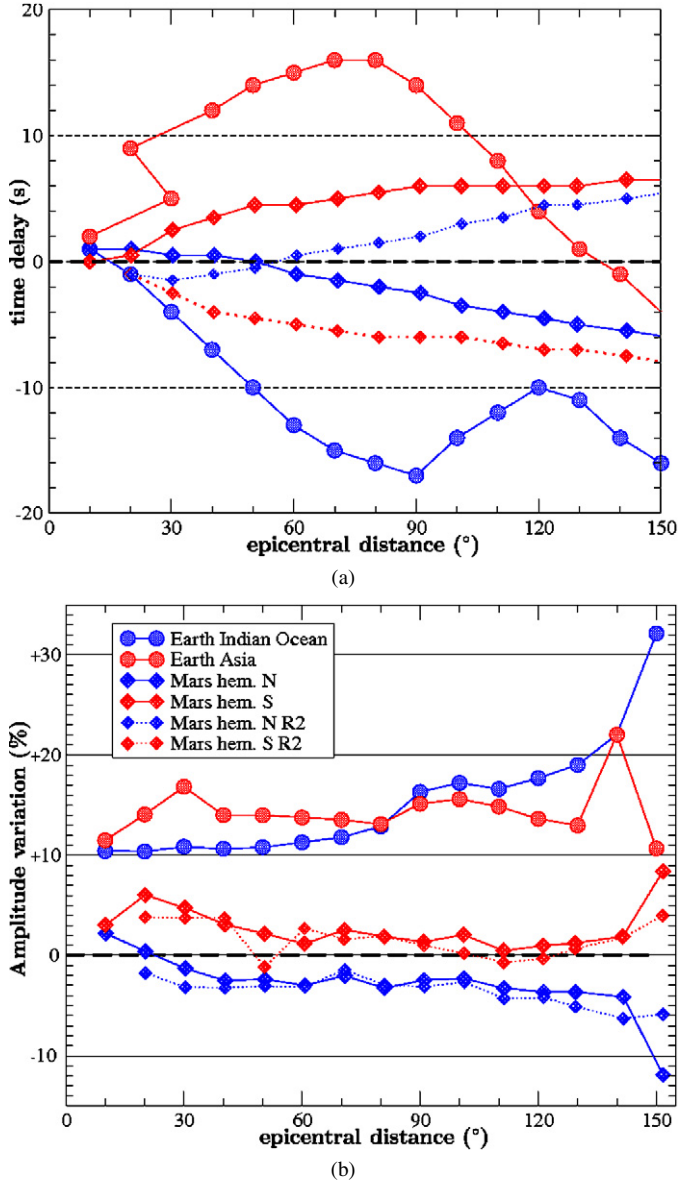 20
10
0
-10
-20
time delay (s)
0 30 60 90 120 150
epicentral distance (°)
(a)
+30
+20
+10
0
-10
Amplitude variation (%)
Earth Indian Ocean
Earth Asia
Mars hem. N
Mars hem. S
Mars hem. N R2
Mars hem. S R2
0 30 60 90 120 150
epicentral distance (°)
(b)